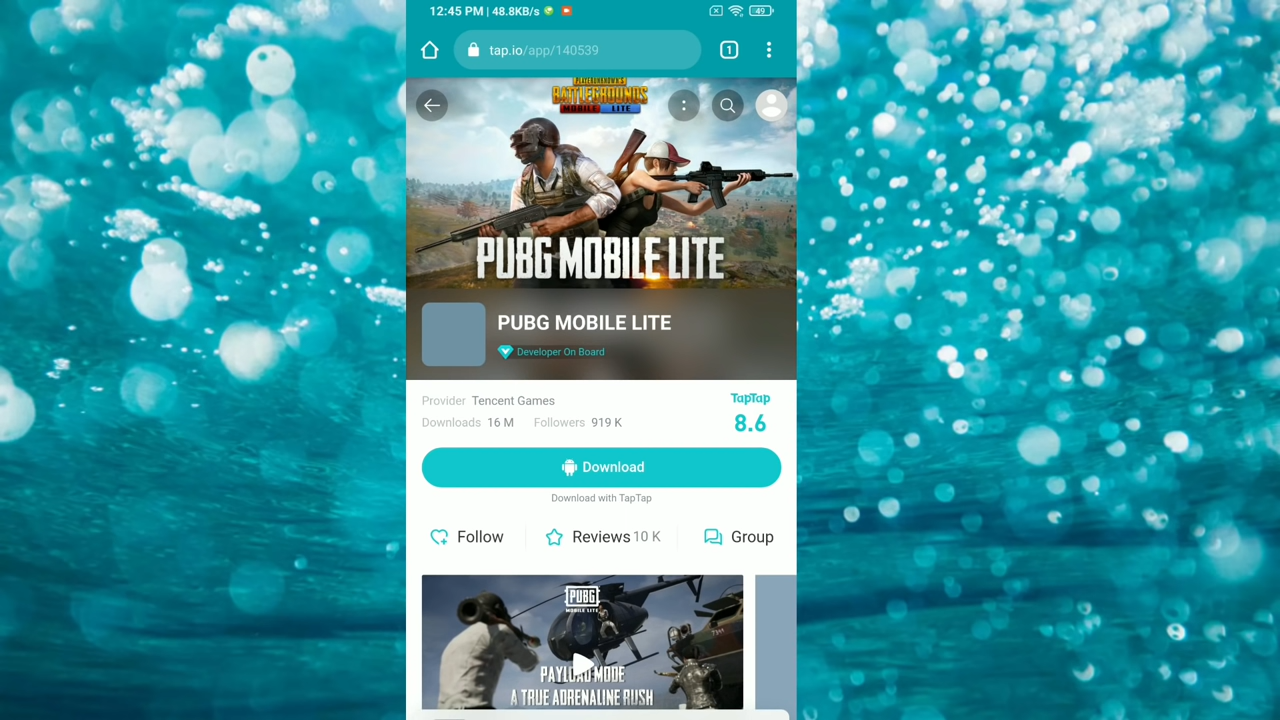 12:45 PM | 48.8KB/s
49
tap.io/app/140539
1
PLAYERUNKNOWN'S
BATTLEGROUNDS
MOBILE LITE
PUBG MOBILE LITE
PUBG MOBILE LITE
Developer On Board
Provider Tencent Games
TapTap
Downloads 16 M Followers 919 K
8.6
Download
Download with TapTap
Follow
Reviews 10 K
Group
PUBG
MOBILE LITE
PAYLOAD MODE
A TRUE ADRENALINE RUSH